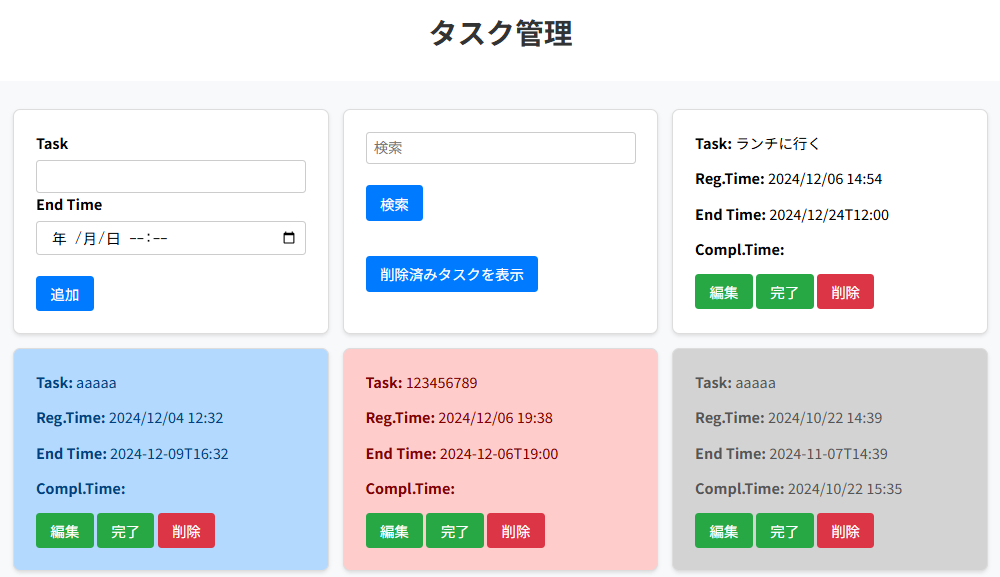 タスク管理
Task
End Time
年 /月/日 --:--
追加
検索
検索
削除済みタスクを表示
Task: ランチに行く
Reg.Time: 2024/12/06 14:54
End Time: 2024/12/24T12:00
Compl.Time:
編集 完了 削除
Task: aaaaa
Reg.Time: 2024/12/04 12:32
End Time: 2024-12-09T16:32
Compl.Time:
編集 完了 削除
Task: 123456789
Reg.Time: 2024/12/06 19:38
End Time: 2024-12-06T19:00
Compl.Time:
編集 完了 削除
Task: aaaaa
Reg.Time: 2024/10/22 14:39
End Time: 2024-11-07T14:39
Compl.Time: 2024/10/22 15:35
編集 完了 削除